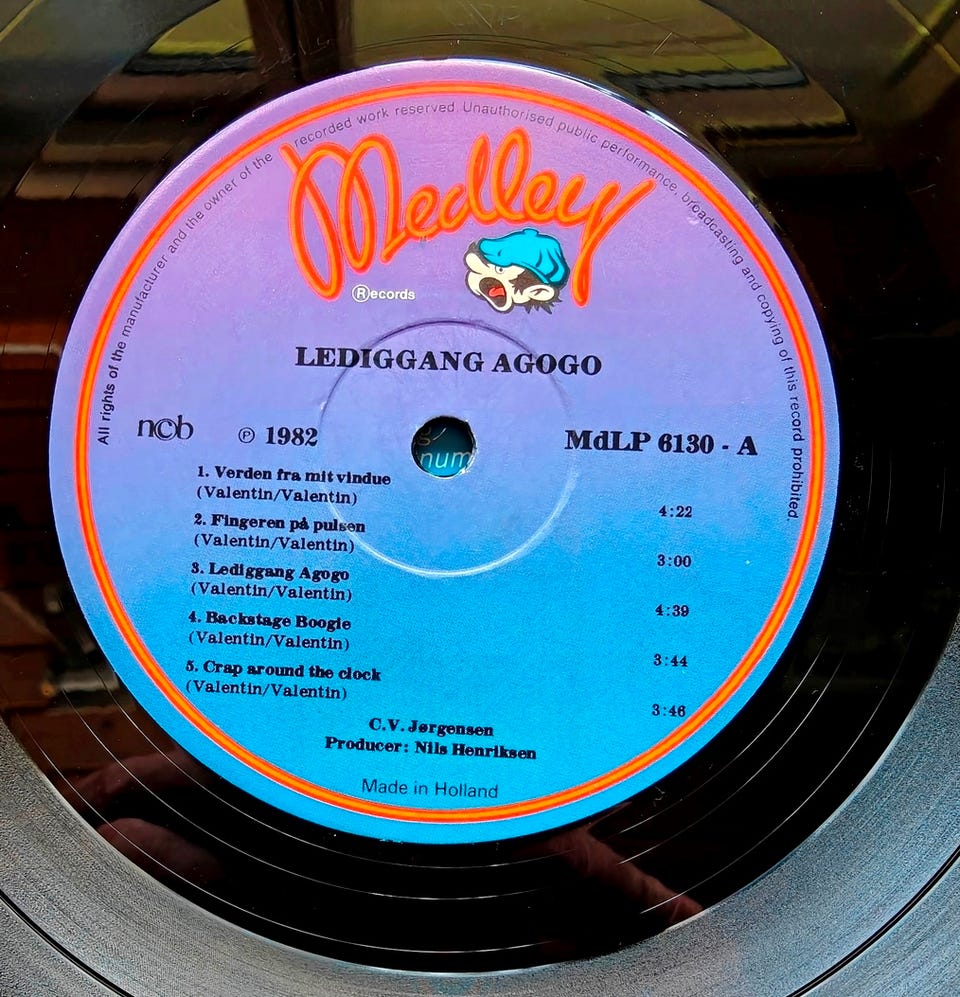 All rights of the manufacturer and the owner of the recorded work reserved. Unauthorised public performance, broadcasting and copying of this record prohibited.
Medley
Ⓡecords
LEDIGGANG AGOGO
n©b
℗ 1982
MdLP 6130 - A
1. Verden fra mit vindue
(Valentin/Valentin)
4:22
2. Fingeren på pulsen
(Valentin/Valentin)
3:00
3. Lediggang Agogo
(Valentin/Valentin)
4:39
4. Backstage Boogie
(Valentin/Valentin)
3:44
5. Crap around the clock
(Valentin/Valentin)
3:46
C.V. Jørgensen
Producer: Nils Henriksen
Made in Holland